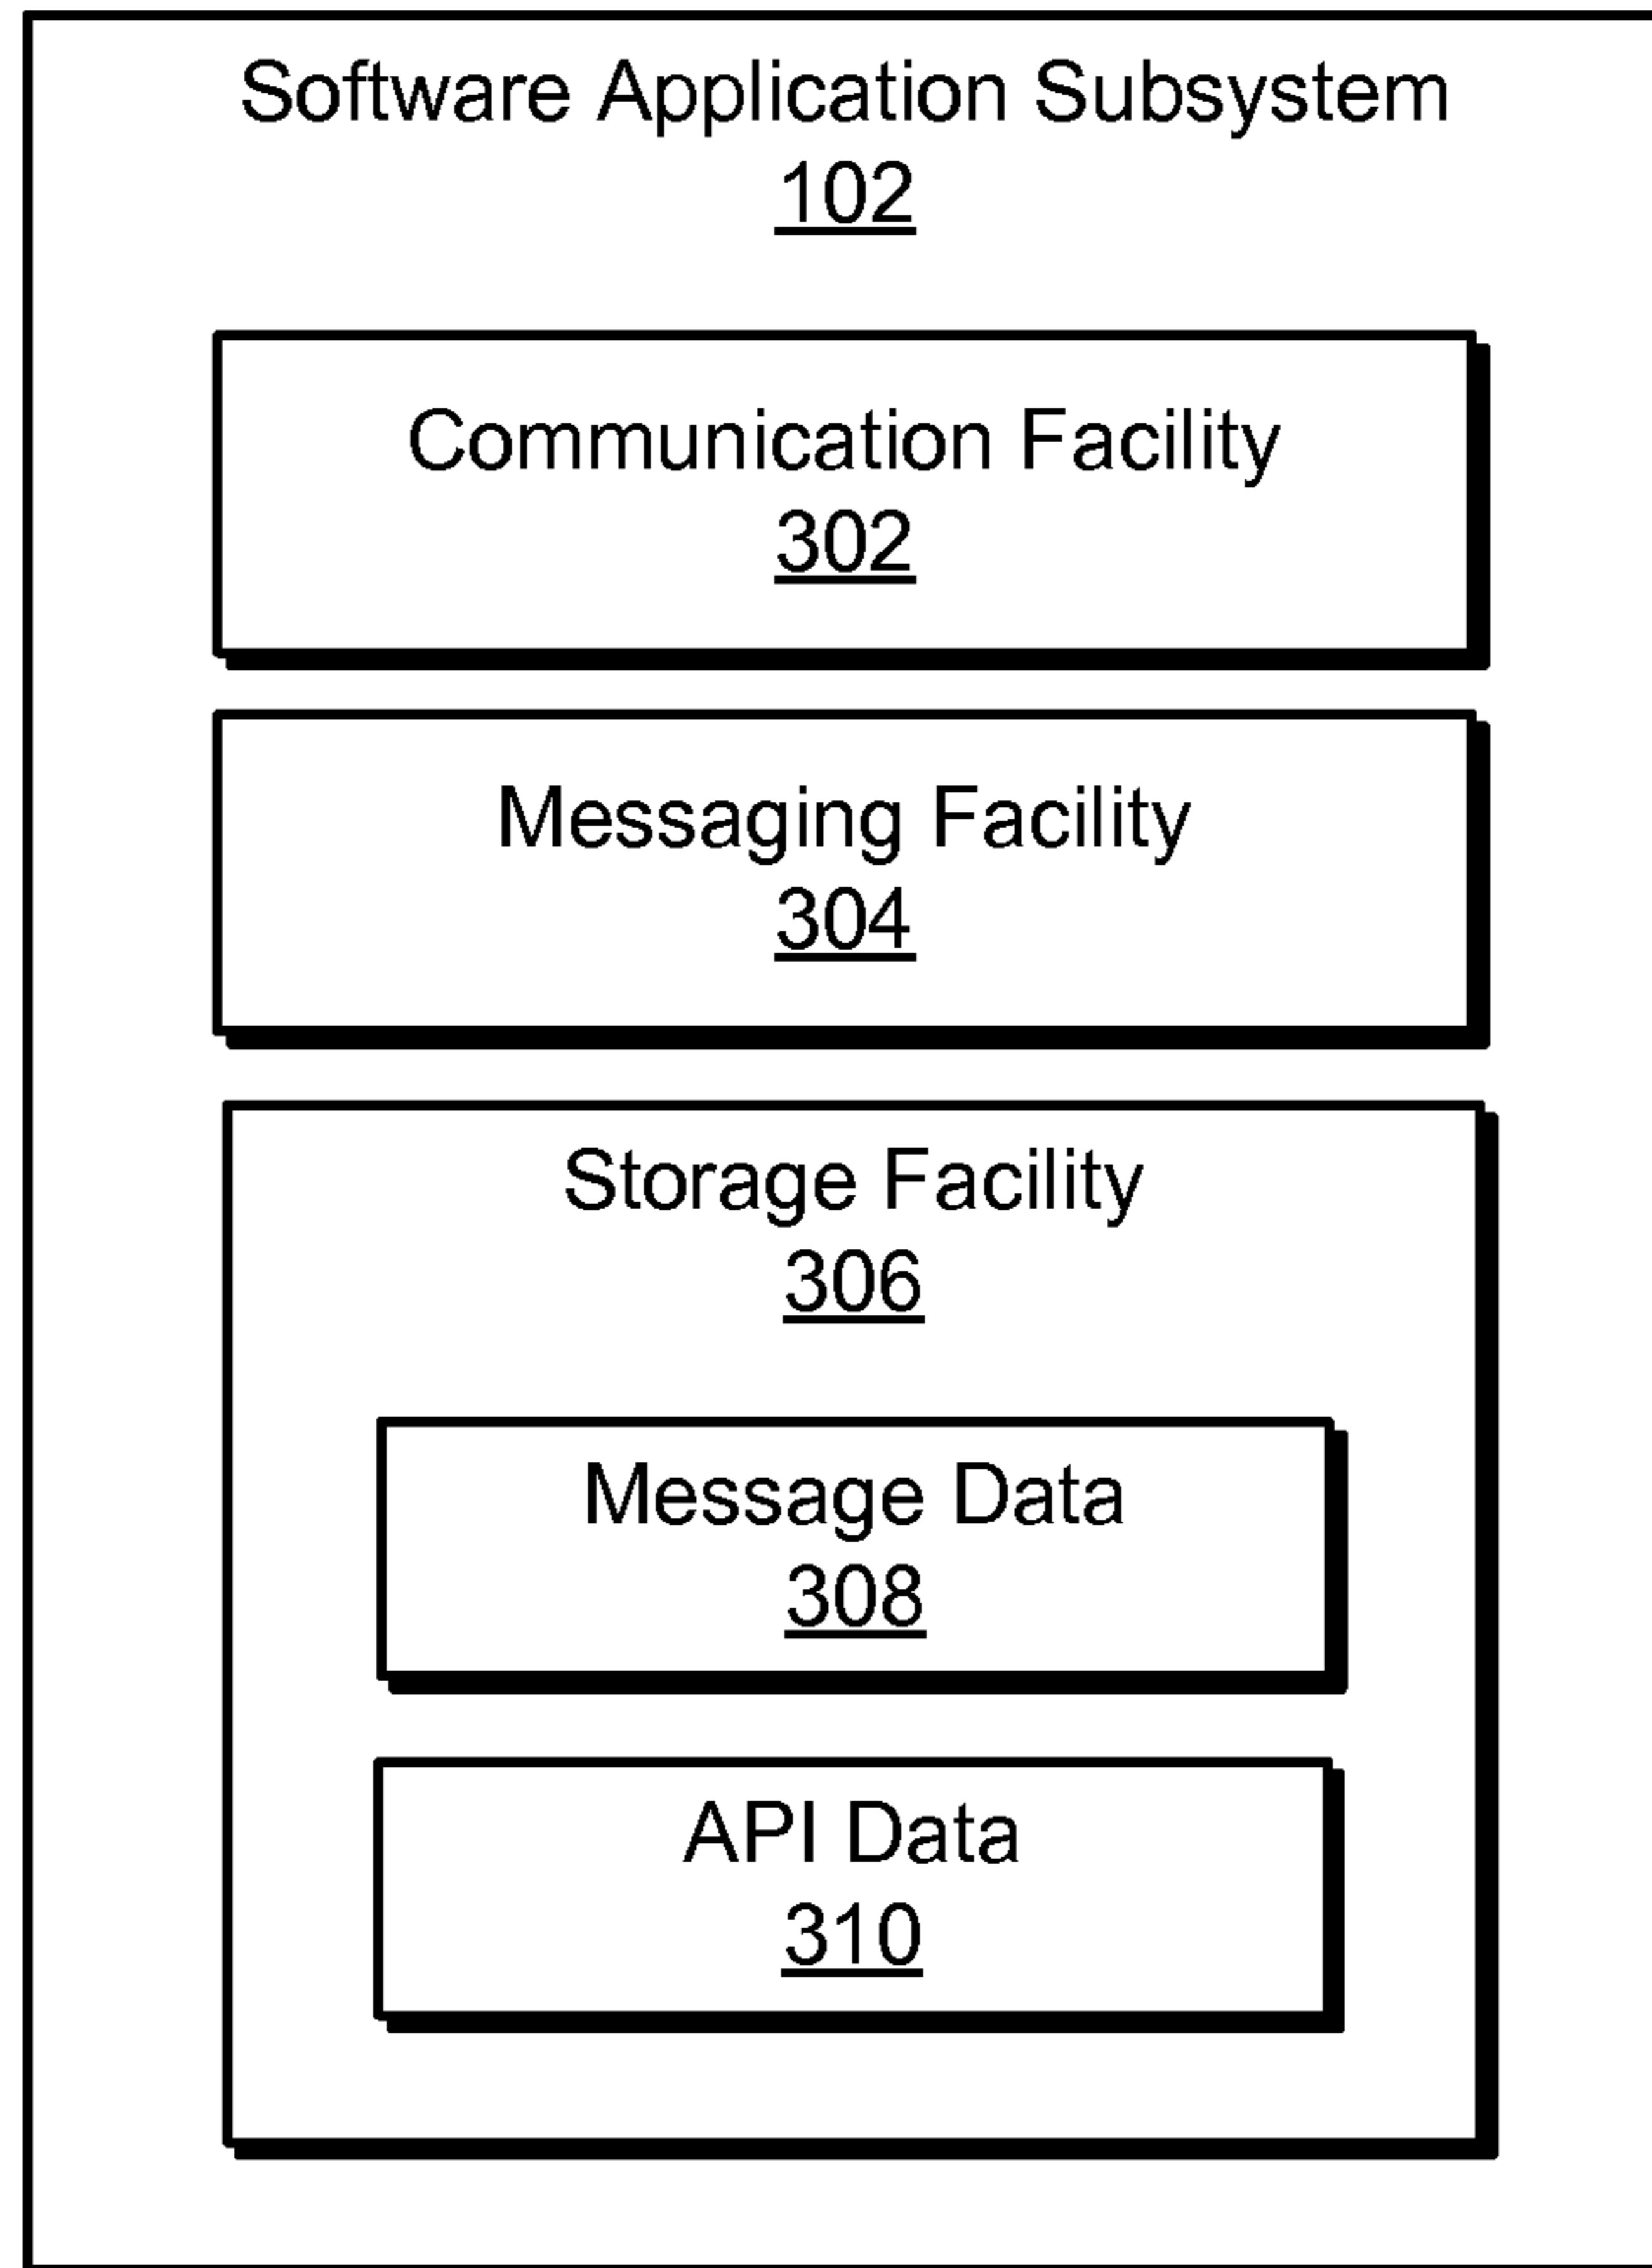 Software Application Subsystem
102
Communication Facility
302
Messaging Facility
304
Storage Facility
306
Message Data
308
API Data
310